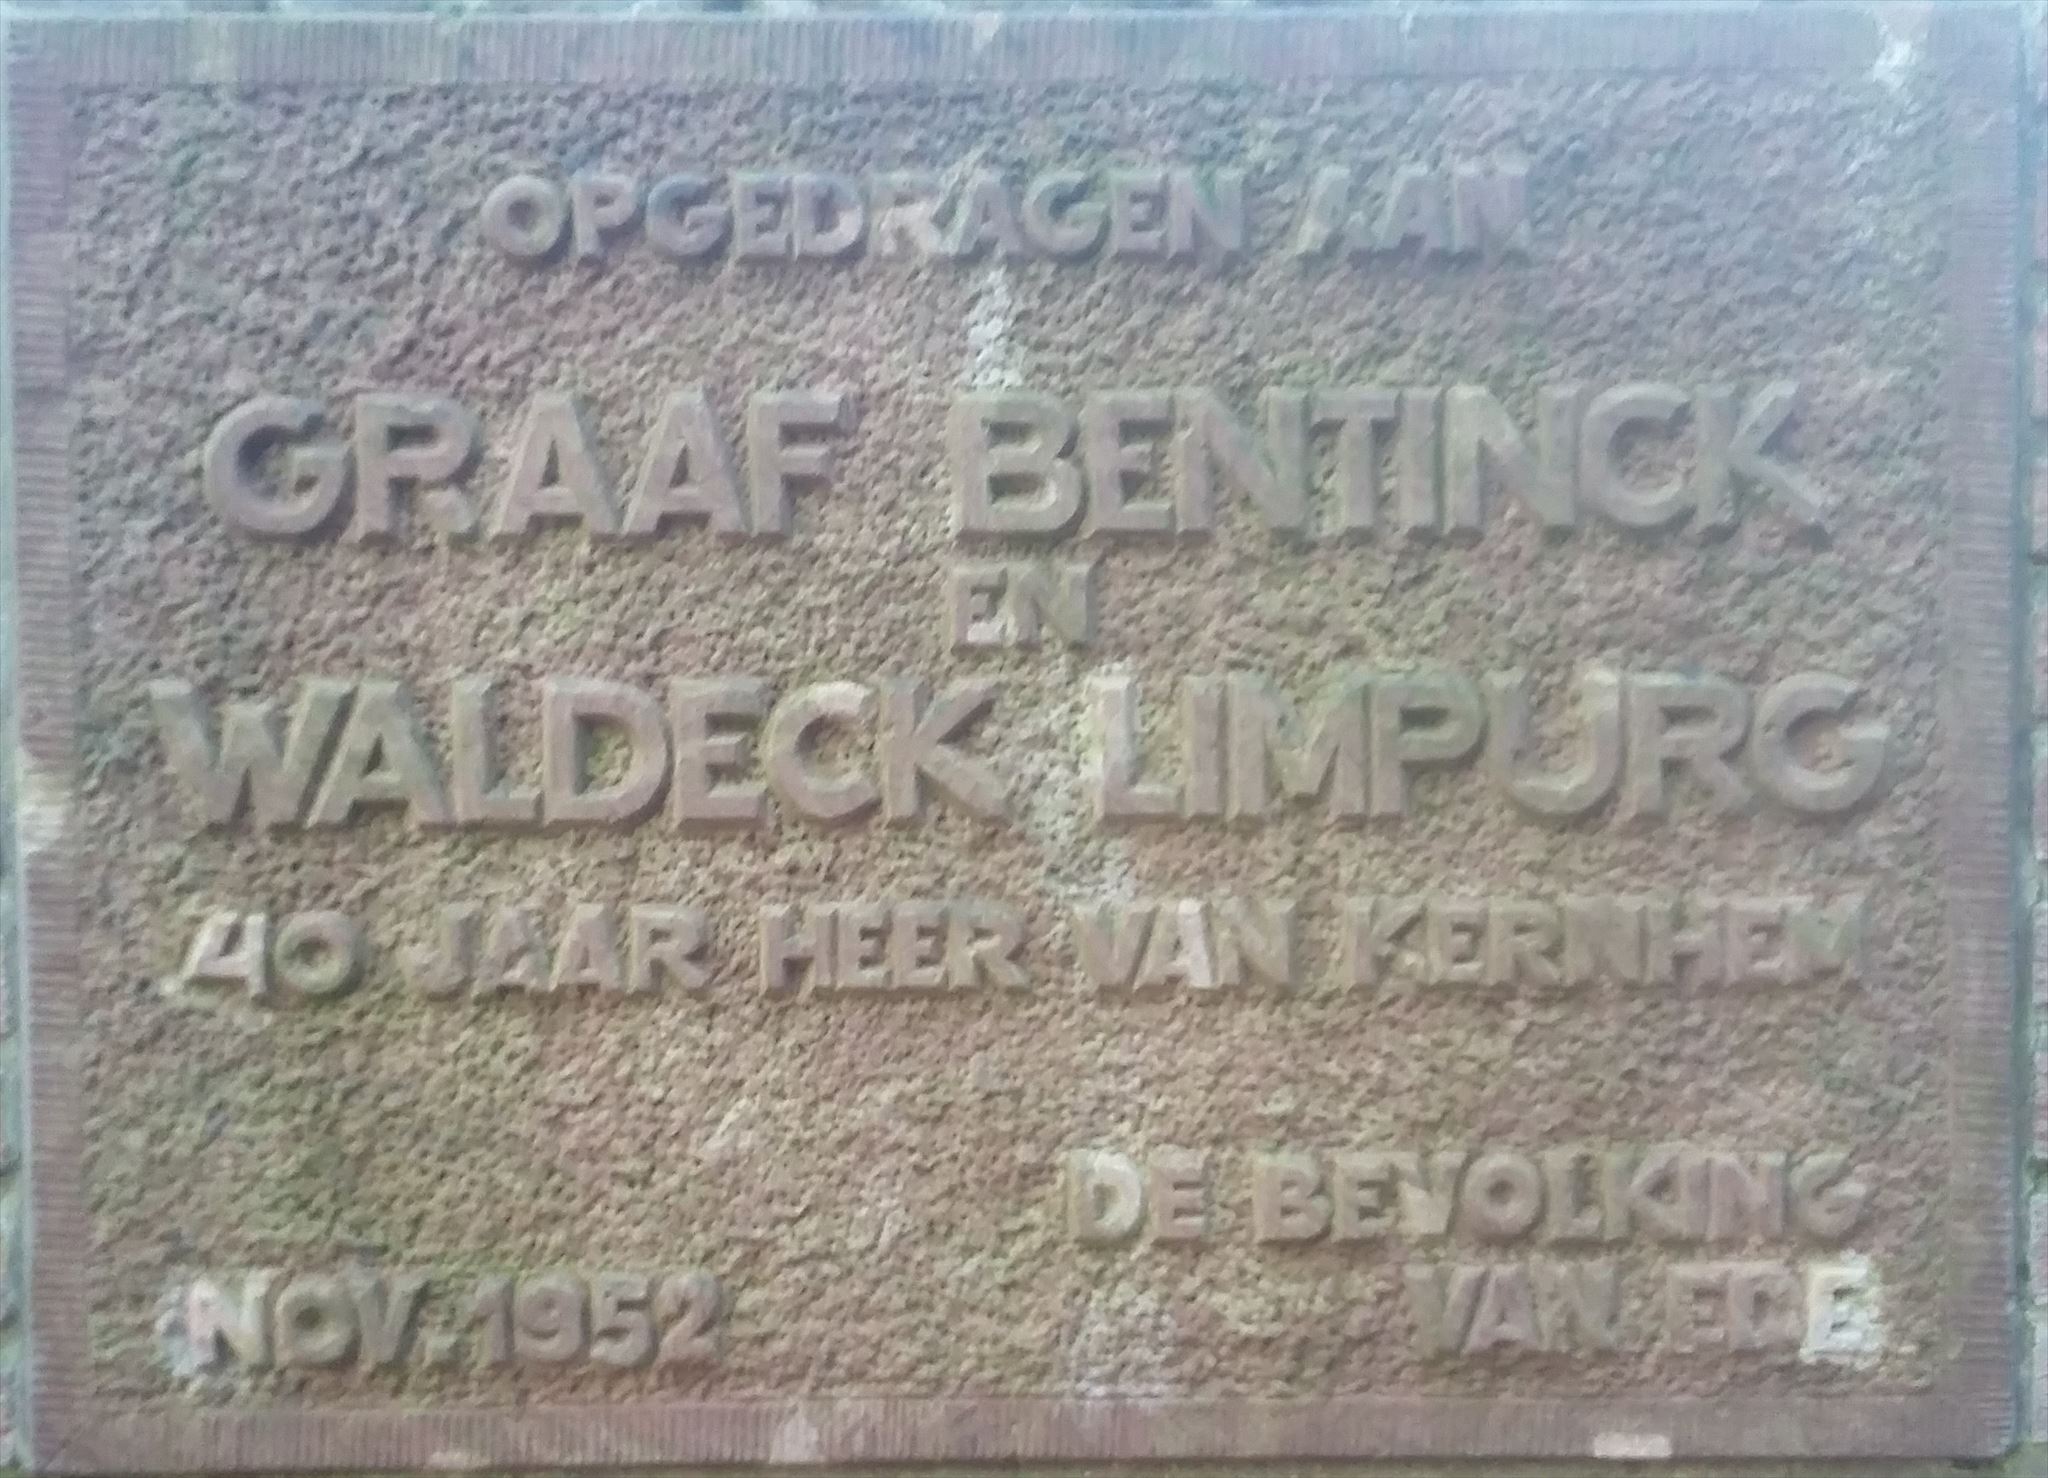 OPGEDRAGEN AAN
GRAAF BENTINCK
EN
WALDECK LIMPURG
40 JAAR HEER VAN KERNHEM
DE BEVOLKING
VAN EDE
NOV. 1952